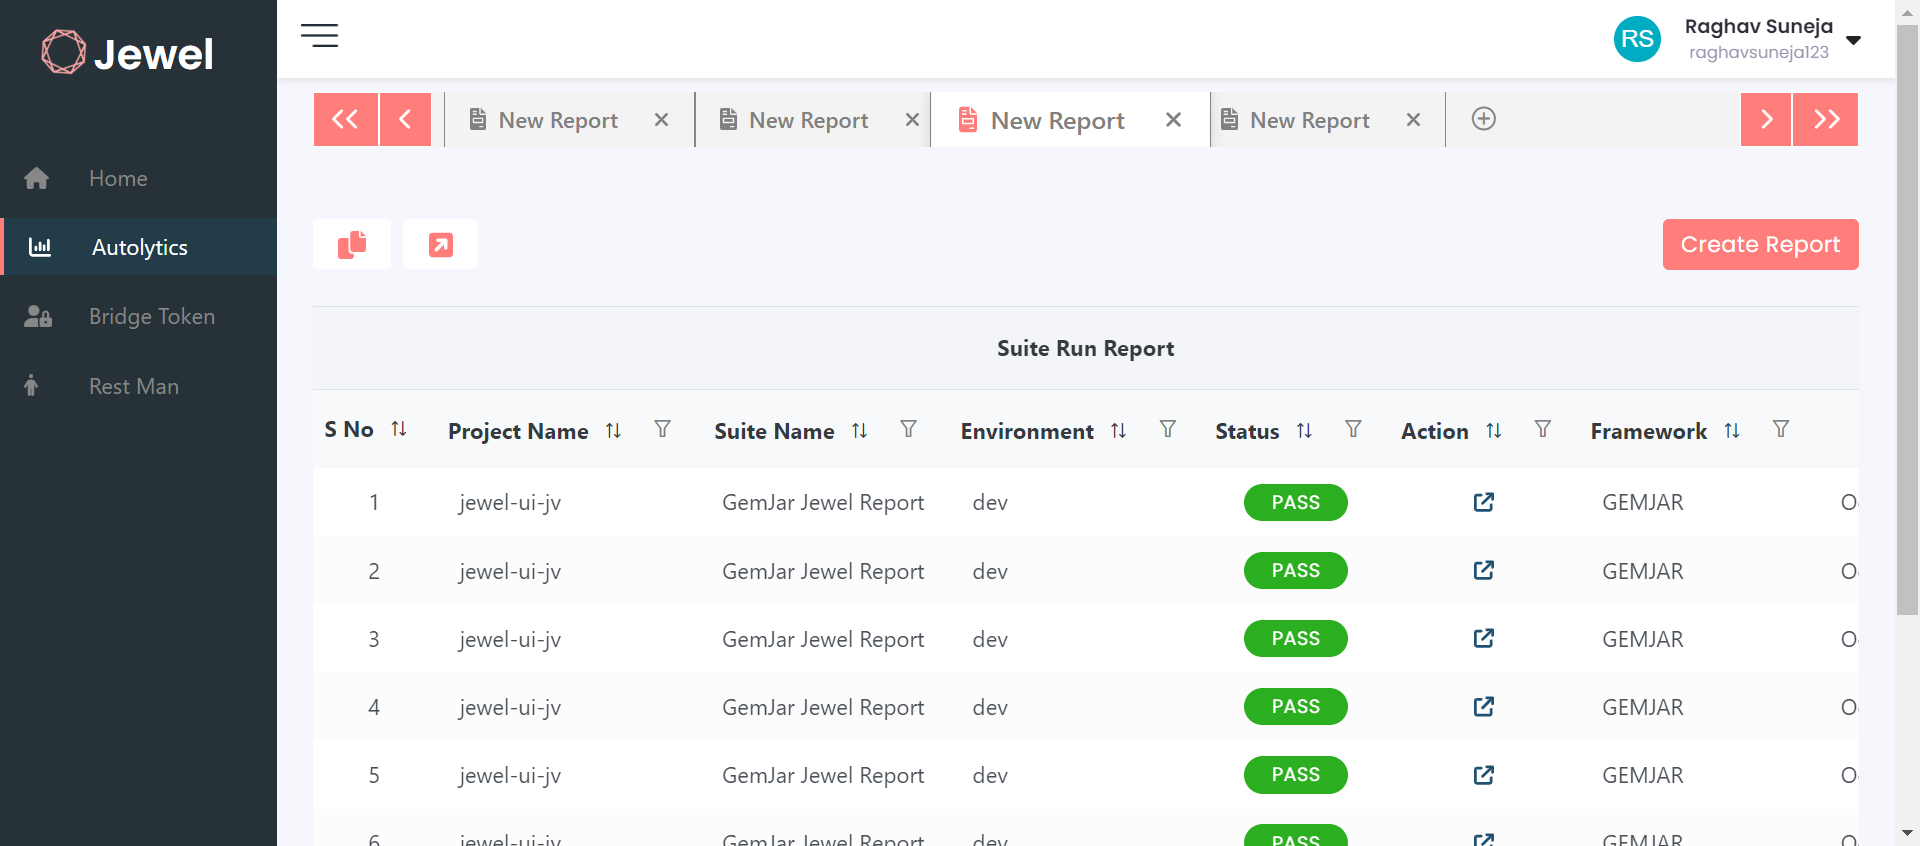 Jewel
RS
Raghav Suneja
raghavsuneja123
New Report
New Report
New Report
New Report
Home
Autolytics
Bridge Token
Rest Man
Create Report
Suite Run Report
S No Project Name Suite Name Environment Status Action Framework
1 jewel-ui-jv GemJar Jewel Report dev PASS GEMJAR
2 jewel-ui-jv GemJar Jewel Report dev PASS GEMJAR
3 jewel-ui-jv GemJar Jewel Report dev PASS GEMJAR
4 jewel-ui-jv GemJar Jewel Report dev PASS GEMJAR
5 jewel-ui-jv GemJar Jewel Report dev PASS GEMJAR
6 jewel-ui-jv GemJar Jewel Report dev PASS GEMJAR